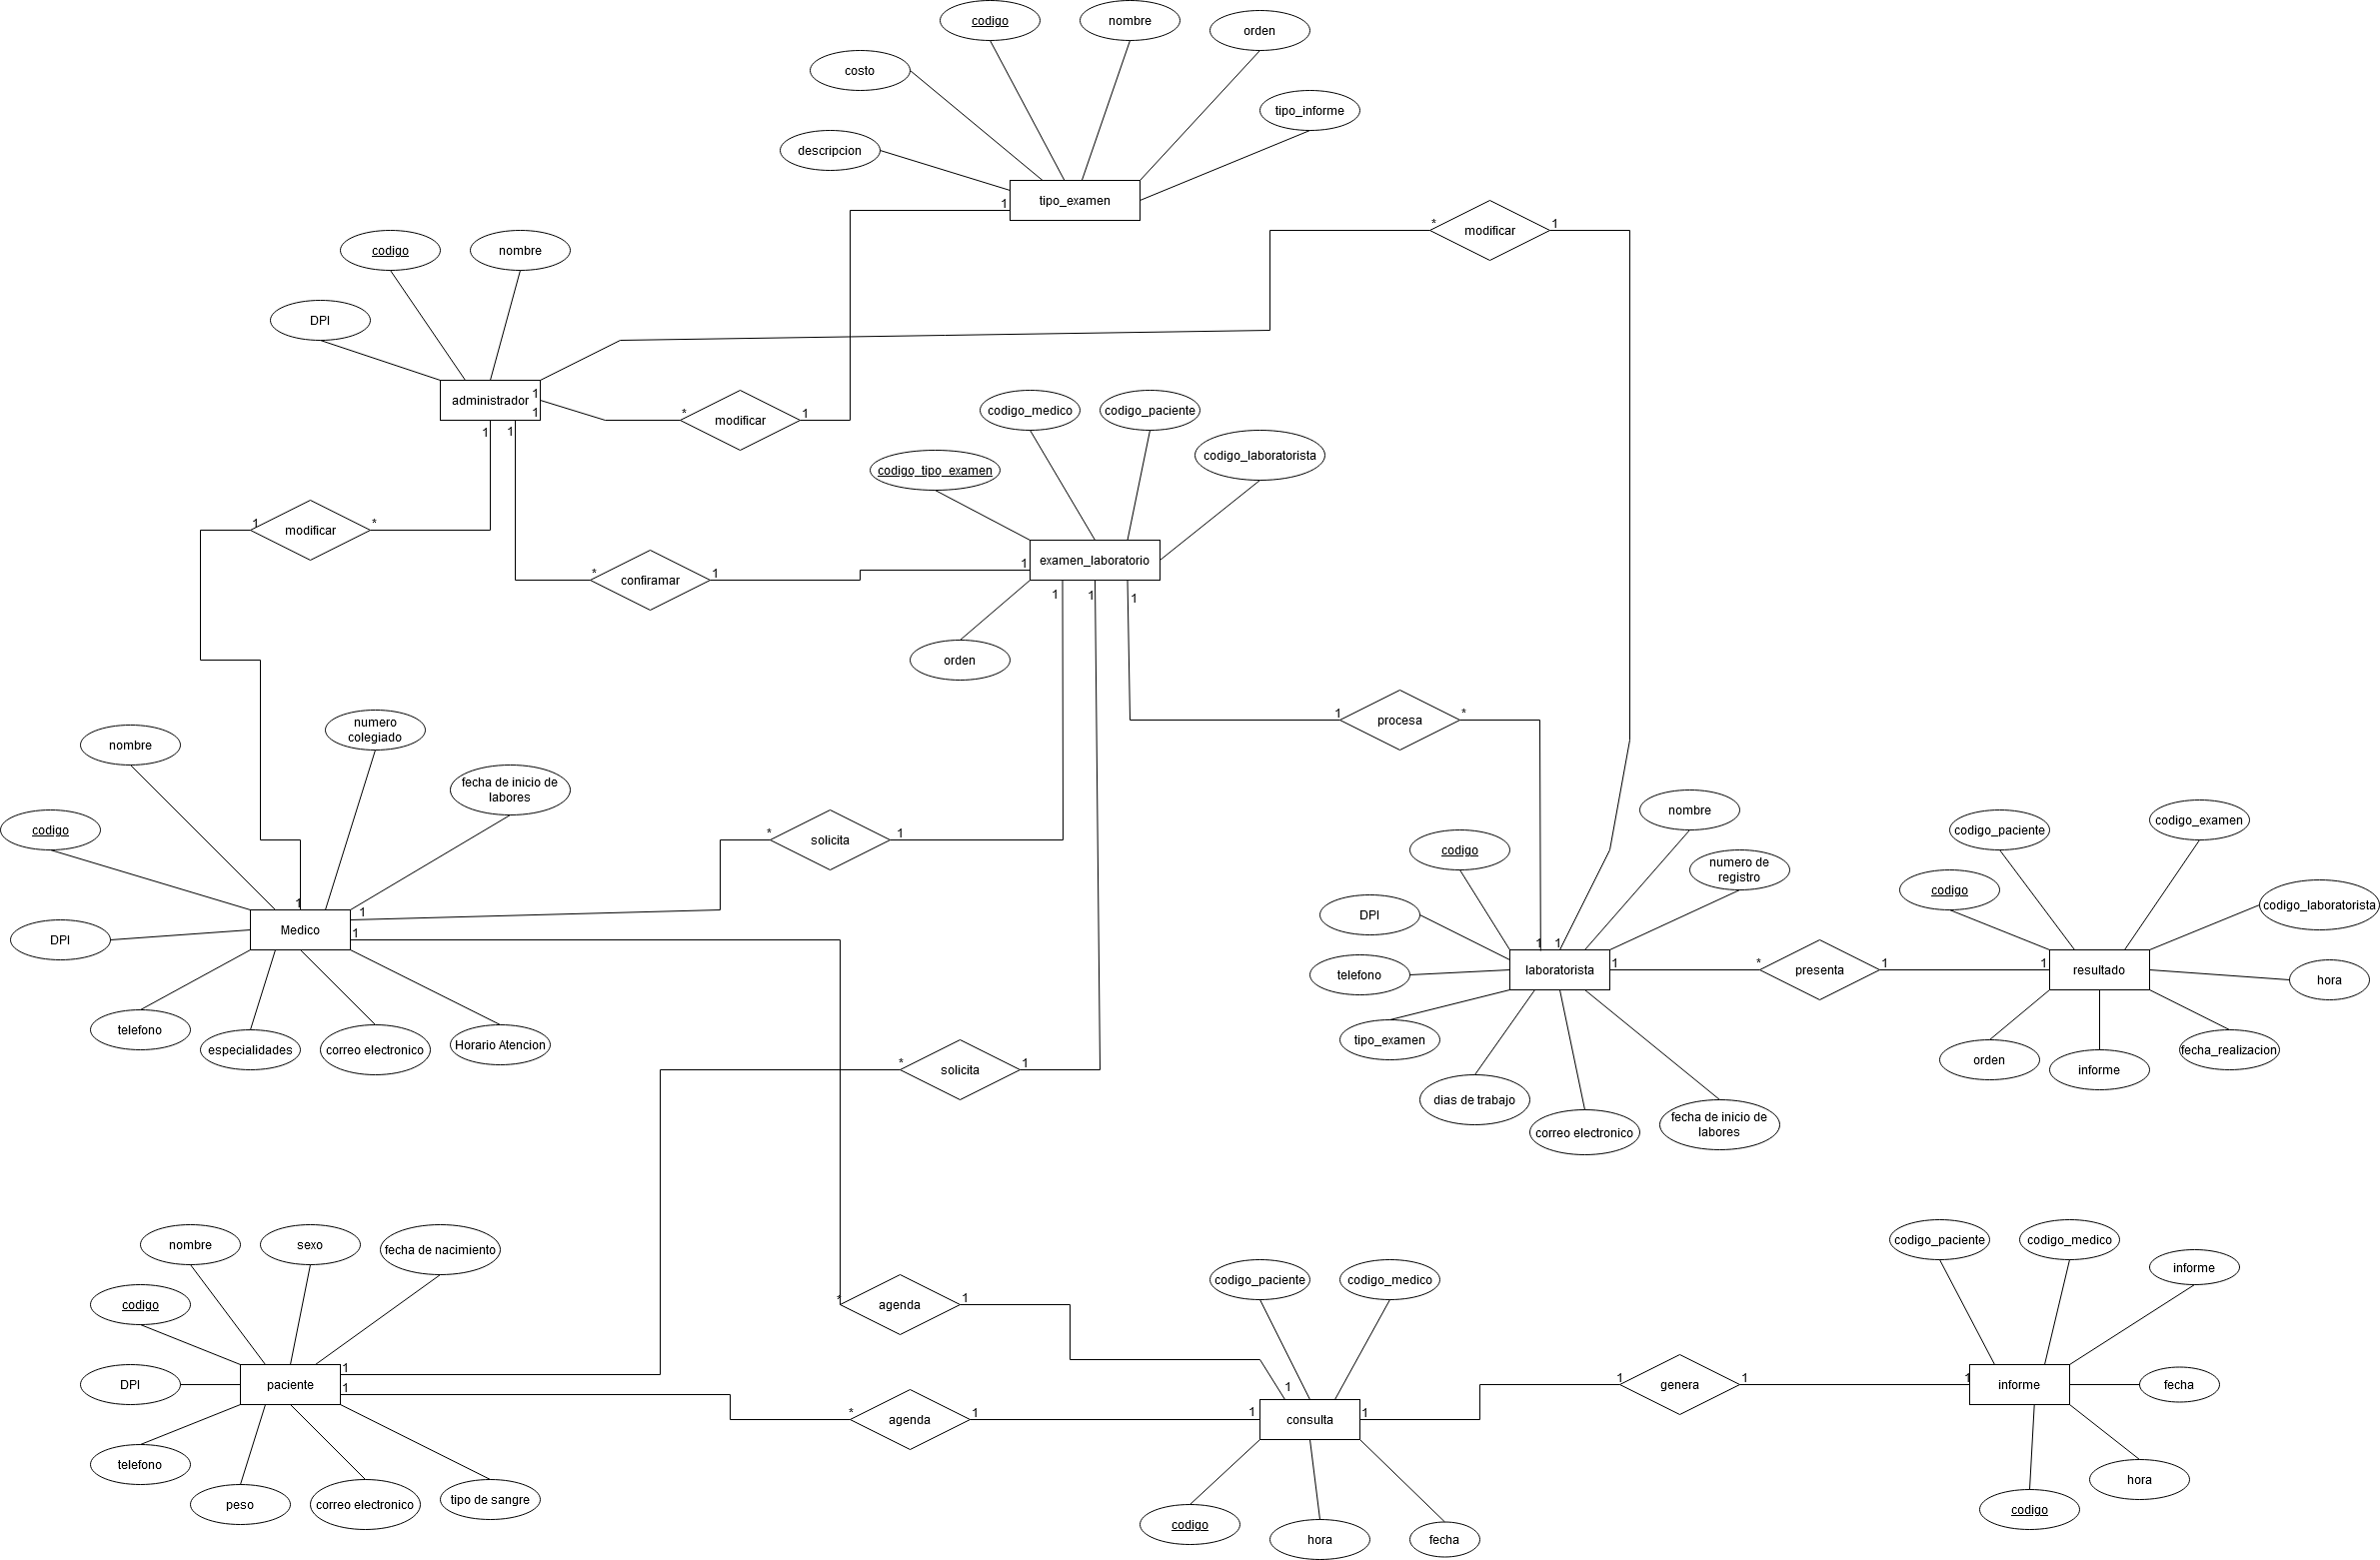 codigo
nombre
orden
costo
tipo_informe
descripcion
tipo_examen
1
modificar
*
1
codigo
nombre
DPI
administrador
1
1
1
1
*
modificar
1
codigo_medico
codigo_paciente
codigo_laboratorista
codigo_tipo_examen
1
modificar
*
examen_laboratorio
1
*
confiramar
1
1
1
1
orden
1
procesa
*
nombre
numero
colegiado
fecha de inicio de
labores
codigo
*
solicita
1
Medico
1
1
1
DPI
telefono
especialidades
correo electronico
Horario Atencion
nombre
codigo
numero de
registro
DPI
telefono
tipo_examen
1
1
laboratorista
1
*
presenta
1
1
dias de trabajo
correo electronico
fecha de inicio de
labores
codigo_paciente
codigo_examen
codigo
codigo_laboratorista
resultado
hora
orden
informe
fecha_realizacion
*
solicita
1
nombre
sexo
fecha de nacimiento
codigo
DPI
paciente
1
1
telefono
peso
correo electronico
tipo de sangre
*
agenda
1
*
agenda
1
codigo_paciente
codigo_medico
1
1
consulta
1
codigo
hora
fecha
1
genera
1
1
codigo_paciente
codigo_medico
informe
informe
fecha
hora
codigo